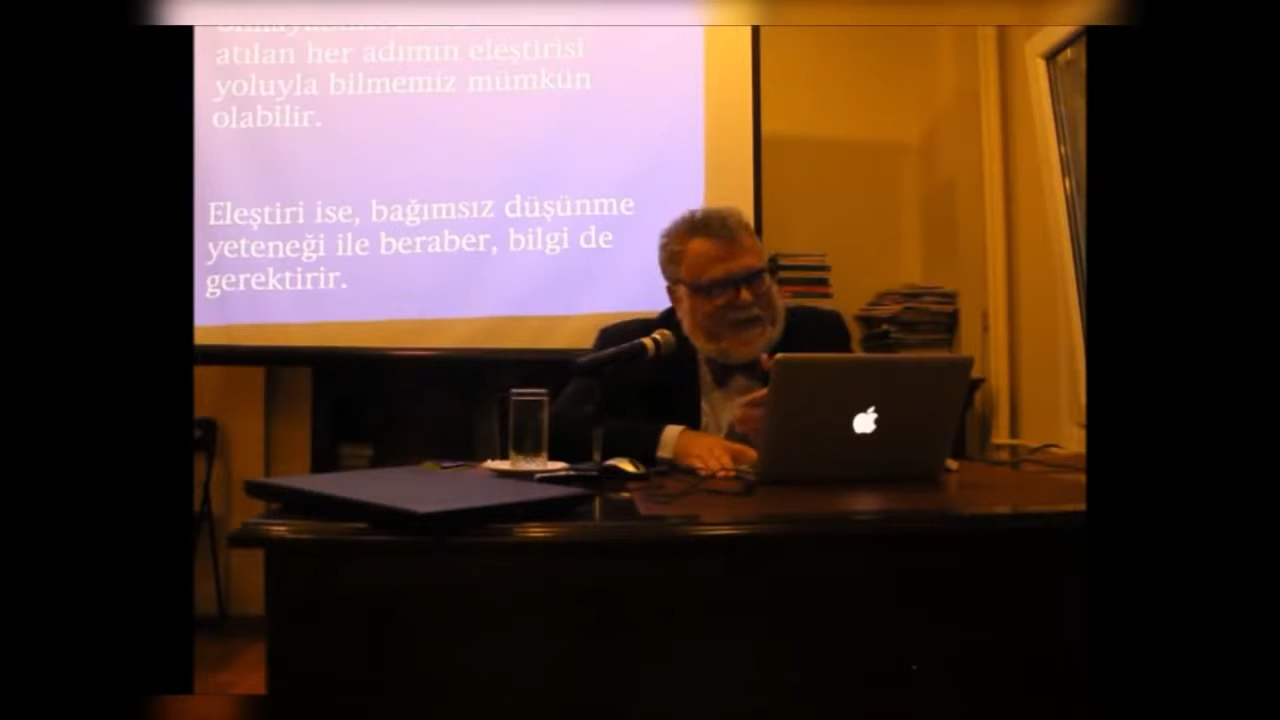 atılan her adımın eleştirisi
yoluyla bilmemiz mümkün
olabilir.
Eleştiri ise, bağımsız düşünme
yeteneği ile beraber, bilgi de
gerektirir.